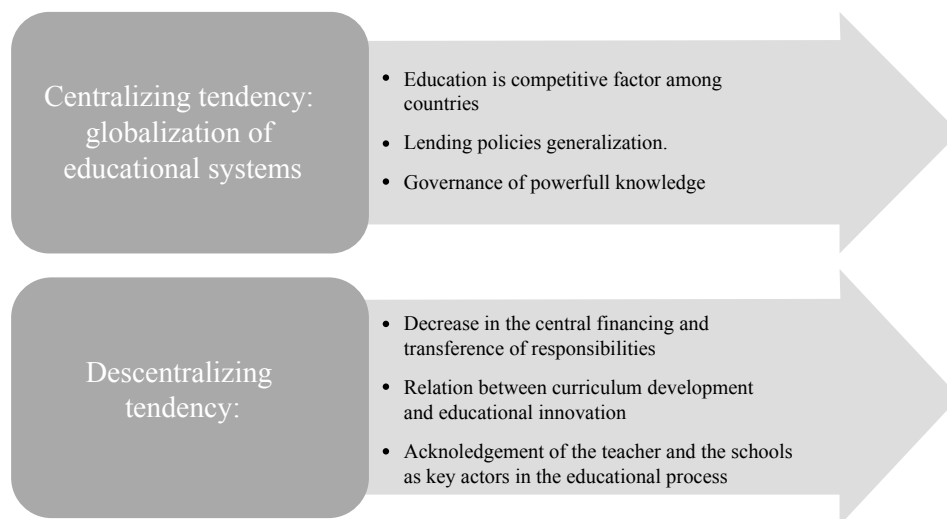 Centralizing tendency:
globalization of
educational systems
• Education is competitive factor among
countries
• Lending policies generalization.
• Governance of powerfull knowledge
Descentralizing
tendency:
• Decrease in the central financing and
transference of responsibilities
• Relation between curriculum development
and educational innovation
• Acknoledgement of the teacher and the schools
as key actors in the educational process